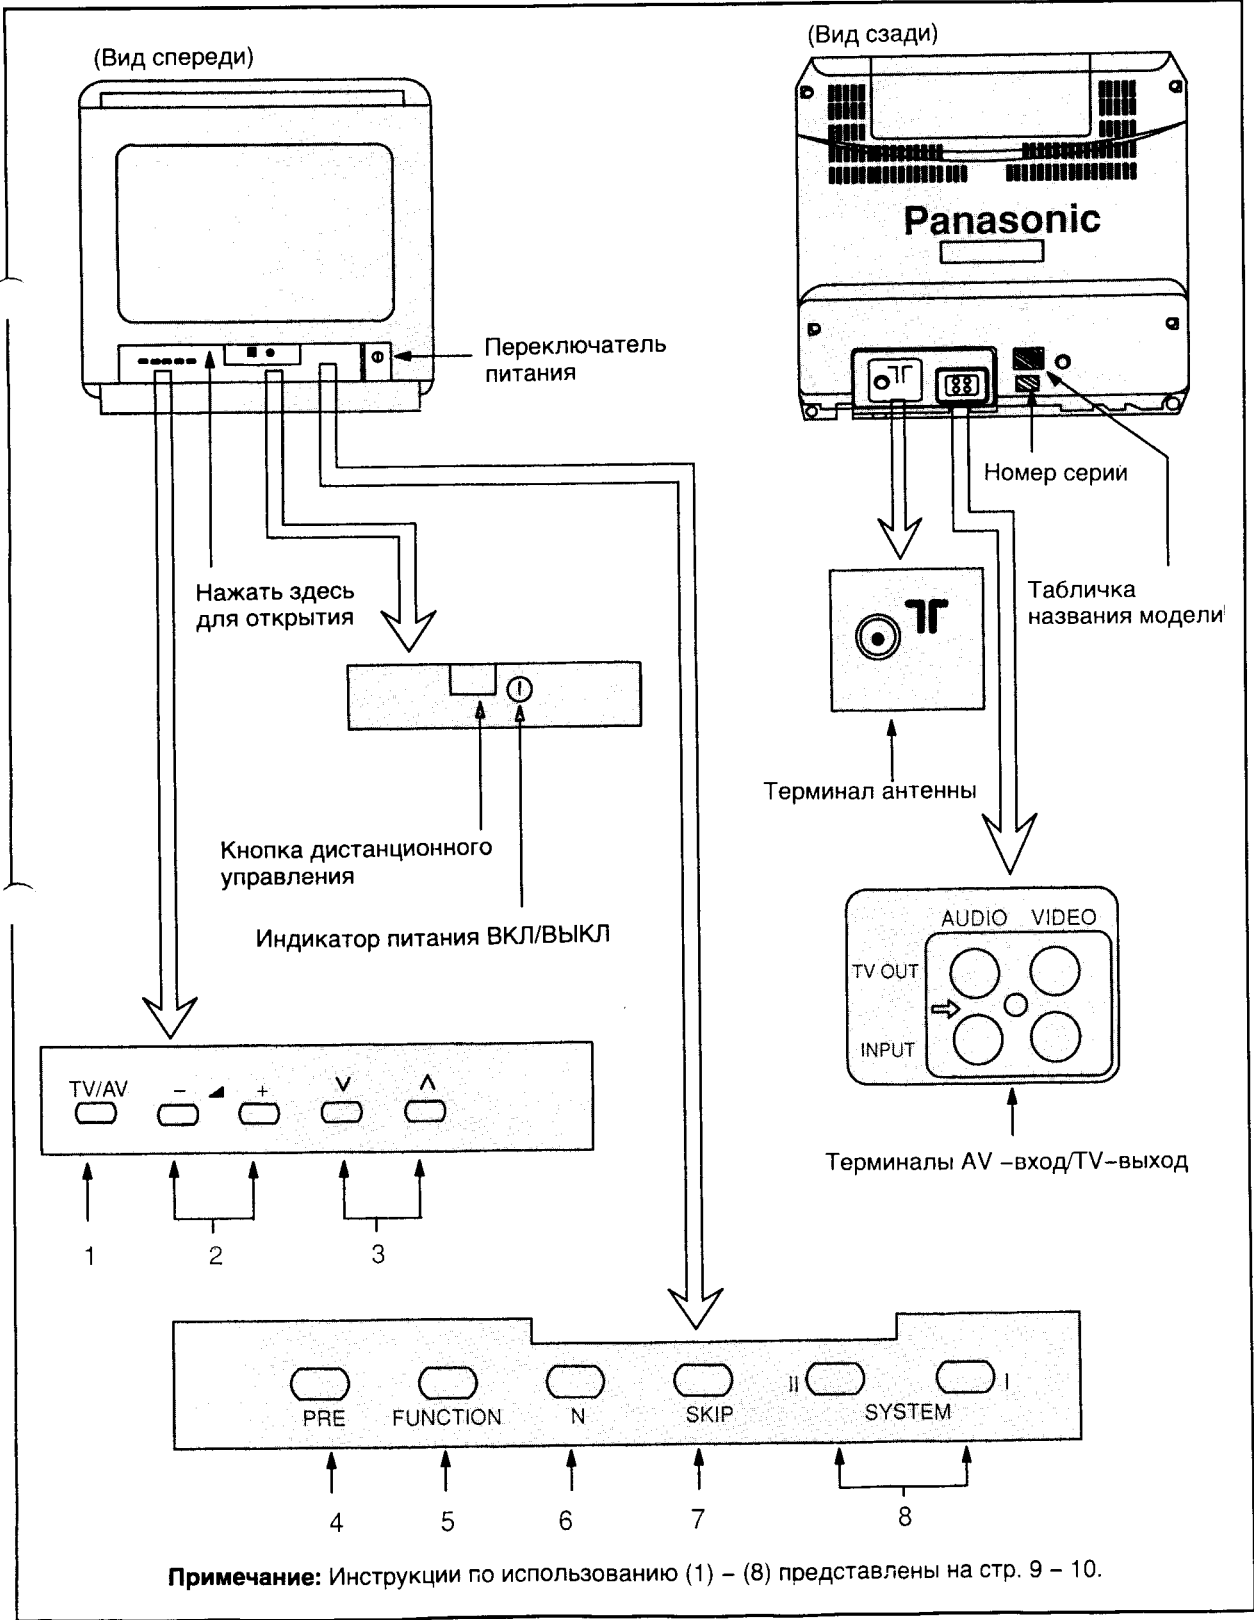 (Вид спереди)
(Вид сзади)
Panasonic
Переключатель
питания
Номер серий
Нажать здесь
для открытия
Табличка
названия модели
Терминал антенны
Кнопка дистанционного
управления
Индикатор питания ВКЛ/ВЫКЛ
AUDIO VIDEO
TV OUT
INPUT
TV/AV − + ∨ ∧
Терминалы AV –вход/TV–выход
1 2 3
II I
PRE FUNCTION N SKIP SYSTEM
4 5 6 7 8
Примечание: Инструкции по использованию (1) – (8) представлены на стр. 9 – 10.